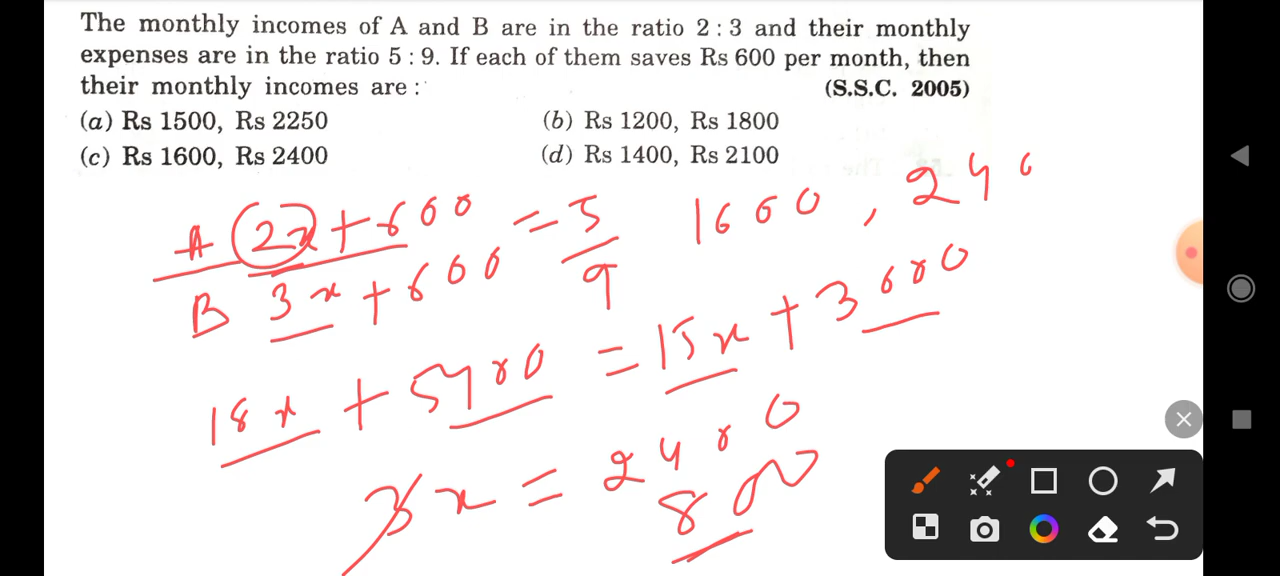 The monthly incomes of A and B are in the ratio 2 : 3 and their monthly
expenses are in the ratio 5 : 9. If each of them saves Rs 600 per month, then
their monthly incomes are :
(S.S.C. 2005)
(a) Rs 1500, Rs 2250
(b) Rs 1200, Rs 1800
(c) Rs 1600, Rs 2400
(d) Rs 1400, Rs 2100
A 2x + 600 = 5
B 3x + 600 9
1600 , 240
18x + 5400 = 15x + 3600
3x = 2400
800